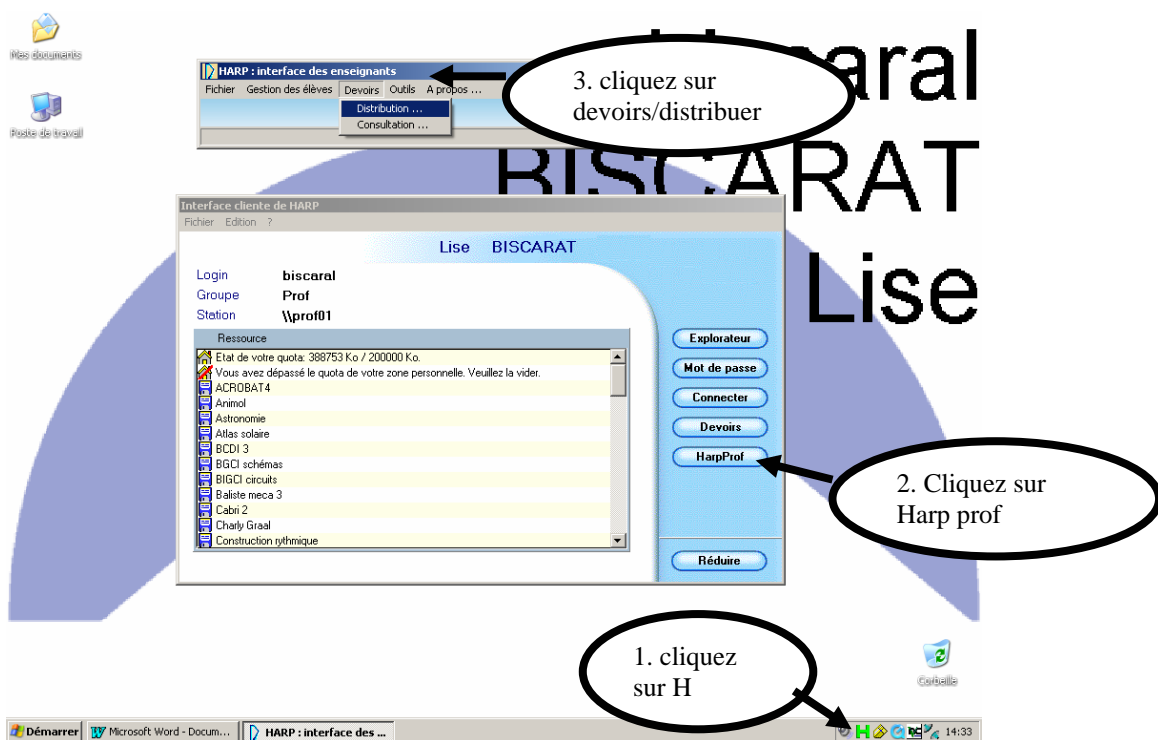 Mes documents
Poste de travail
BISCARAT
Lise
HARP : interface des enseignants
Fichier Gestion des élèves Devoirs Outils A propos ...
Distribution ...
Consultation ...
3. cliquez sur
devoirs/distribuer
Interface cliente de HARP
Fichier Edition ?
Lise BISCARAT
Login biscaral
Groupe Prof
Station \\prof01
Ressource
Etat de votre quota: 388753 Ko / 200000 Ko.
Vous avez dépassé le quota de votre zone personnelle. Veuillez la vider.
ACROBAT4
Animol
Astronomie
Atlas solaire
BCDI 3
BGCI schémas
BIGCI circuits
Baliste meca 3
Cabri 2
Charly Graal
Construction rythmique
Explorateur
Mot de passe
Connecter
Devoirs
HarpProf
Réduire
2. Cliquez sur
Harp prof
1. cliquez
sur H
Corbeille
Démarrer
Microsoft Word - Docum...
HARP : interface des ...
14:33